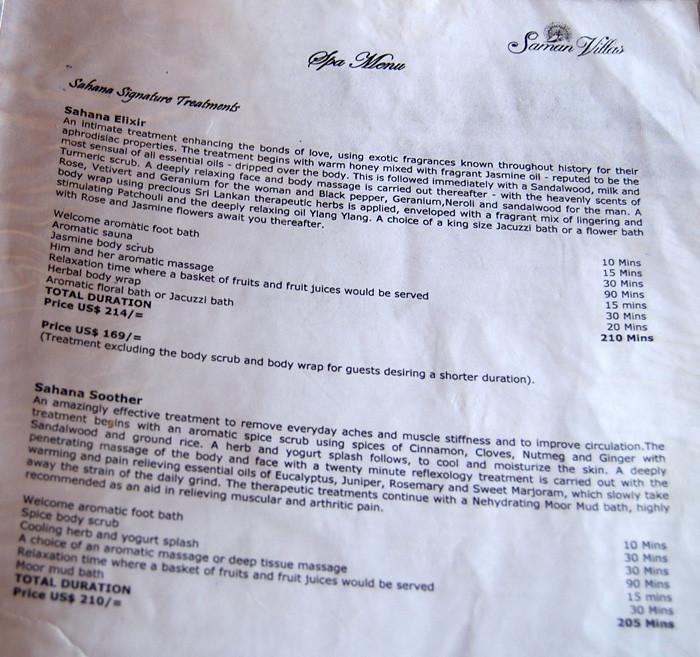 Saman Villas
Spa Menu
Sahana Signature Treatments
Sahana Elixir
An intimate treatment enhancing the bonds of love, using exotic fragrances known throughout history for their
aphrodisiac properties. The treatment begins with warm honey mixed with fragrant Jasmine oil - reputed to be the
most sensual of all essential oils - dripped over the body. This is followed immediately with a Sandalwood, milk and
Turmeric scrub. A deeply relaxing face and body massage is carried out thereafter - with the heavenly scents of
Rose, Vetivert and Geranium for the woman and Black pepper, Geranium,Neroli and sandalwood for the man. A
body wrap using precious Sri Lankan therapeutic herbs is applied, enveloped with a fragrant mix of lingering and
stimulating Patchouli and the deeply relaxing oil Ylang Ylang. A choice of a king size Jacuzzi bath or a flower bath
with Rose and Jasmine flowers await you thereafter.
Welcome aromatic foot bath 10 Mins
Aromatic sauna 15 Mins
Jasmine body scrub 30 Mins
Him and her aromatic massage 90 Mins
Relaxation time where a basket of fruits and fruit juices would be served 15 mins
Herbal body wrap 30 Mins
Aromatic floral bath or Jacuzzi bath 20 Mins
TOTAL DURATION 210 Mins
Price US$ 214/=
Price US$ 169/=
(Treatment excluding the body scrub and body wrap for guests desiring a shorter duration).
Sahana Soother
An amazingly effective treatment to remove everyday aches and muscle stiffness and to improve circulation.The
treatment begins with an aromatic spice scrub using spices of Cinnamon, Cloves, Nutmeg and Ginger with
Sandalwood and ground rice. A herb and yogurt splash follows, to cool and moisturize the skin. A deeply
penetrating massage of the body and face with a twenty minute reflexology treatment is carried out with the
warming and pain relieving essential oils of Eucalyptus, Juniper, Rosemary and Sweet Marjoram, which slowly take
away the strain of the daily grind. The therapeutic treatments continue with a Nehydrating Moor Mud bath, highly
recommended as an aid in relieving muscular and arthritic pain.
Welcome aromatic foot bath 10 Mins
Spice body scrub 30 Mins
Cooling herb and yogurt splash 30 Mins
A choice of an aromatic massage or deep tissue massage 90 Mins
Relaxation time where a basket of fruits and fruit juices would be served 15 mins
Moor mud bath 30 Mins
TOTAL DURATION 205 Mins
Price US$ 210/=